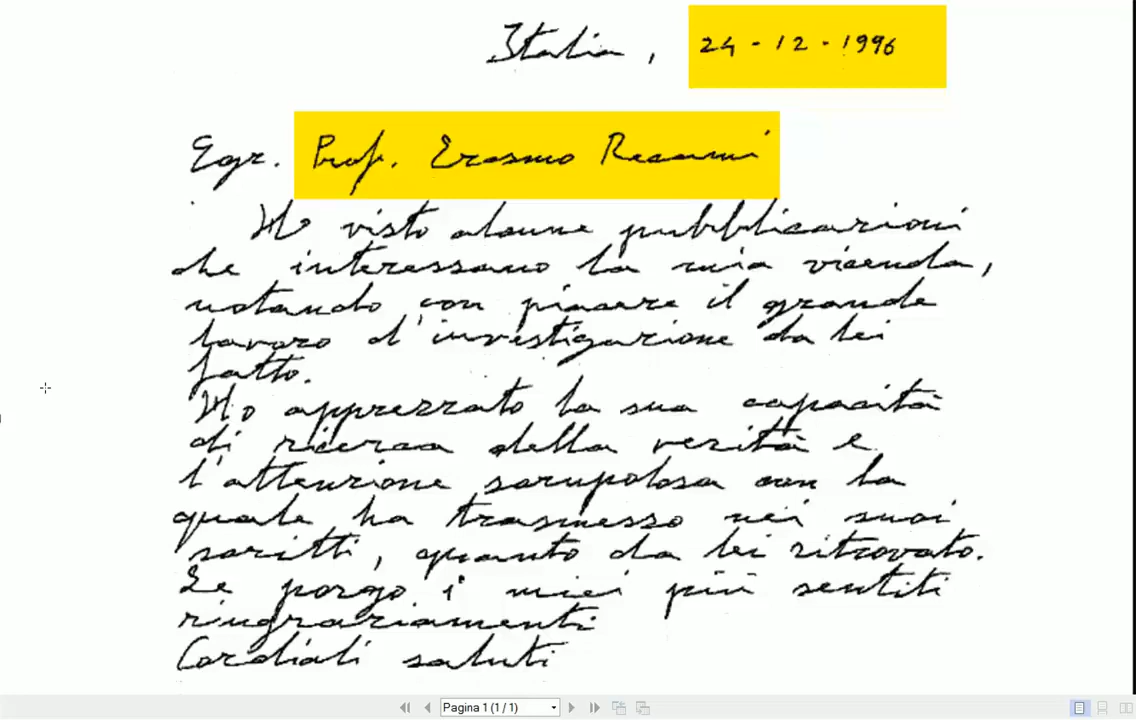 Italia, 24-12-1996
Egr. Prof. Erasmo Recami
Ho visto alcune pubblicazioni
che interessano la mia vicenda,
notando con piacere il grande
lavoro d'investigazione da lei
fatto.
Ho apprezzato la sua capacità
di ricerca della verità e
l'attenzione scrupolosa con la
quale ha trasmesso nei suoi
scritti, quanto da lei ritrovato.
Le porgo i miei più sentiti
ringraziamenti
Cordiali saluti
Pagina 1 (1 / 1)